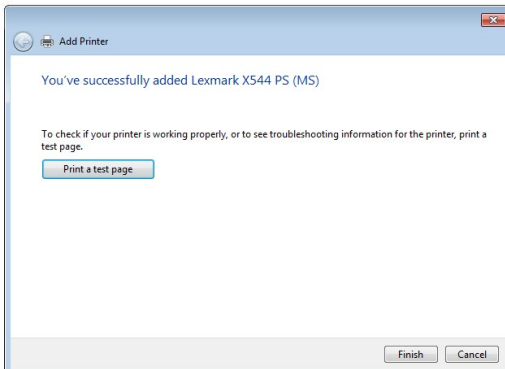 Add Printer
You've successfully added Lexmark X544 PS (MS)
To check if your printer is working properly, or to see troubleshooting information for the printer, print a
test page.
Print a test page
Finish Cancel